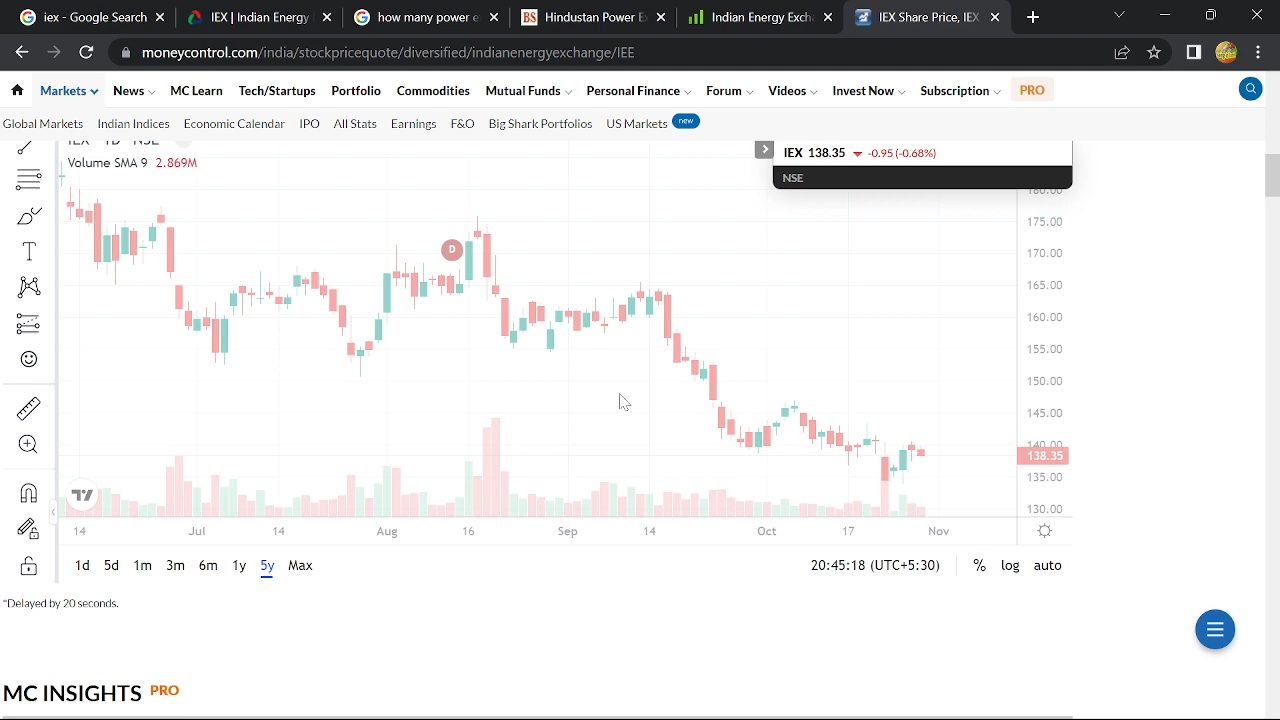 iex - Google Search
IEX | Indian Energy
how many power e
Hindustan Power E
Indian Energy Exch
IEX share Price, IEX
moneycontrol.com/india/stockpricequote/diversified/indianenergyexchange/IEE
Markets News MC Learn Tech/Startups Portfolio Commodities Mutual Funds Personal Finance Forum Videos Invest Now Subscription PRO
Global Markets Indian Indices Economic Calendar IPO All Stats Earnings F&O Big Shark Portfolios US Markets new
IEX 1D NSE
Volume SMA 9 2.869M
IEX 138.35 -0.95 (-0.68%)
NSE
180.00
175.00
D
170.00
165.00
160.00
155.00
150.00
145.00
140.00
138.35
135.00
130.00
14 Jul 14 Aug 16 Sep 14 Oct 17 Nov
1d 5d 1m 3m 6m 1y 5y Max 20:45:18 (UTC+5:30) % log auto
*Delayed by 20 seconds.
MC INSIGHTS PRO